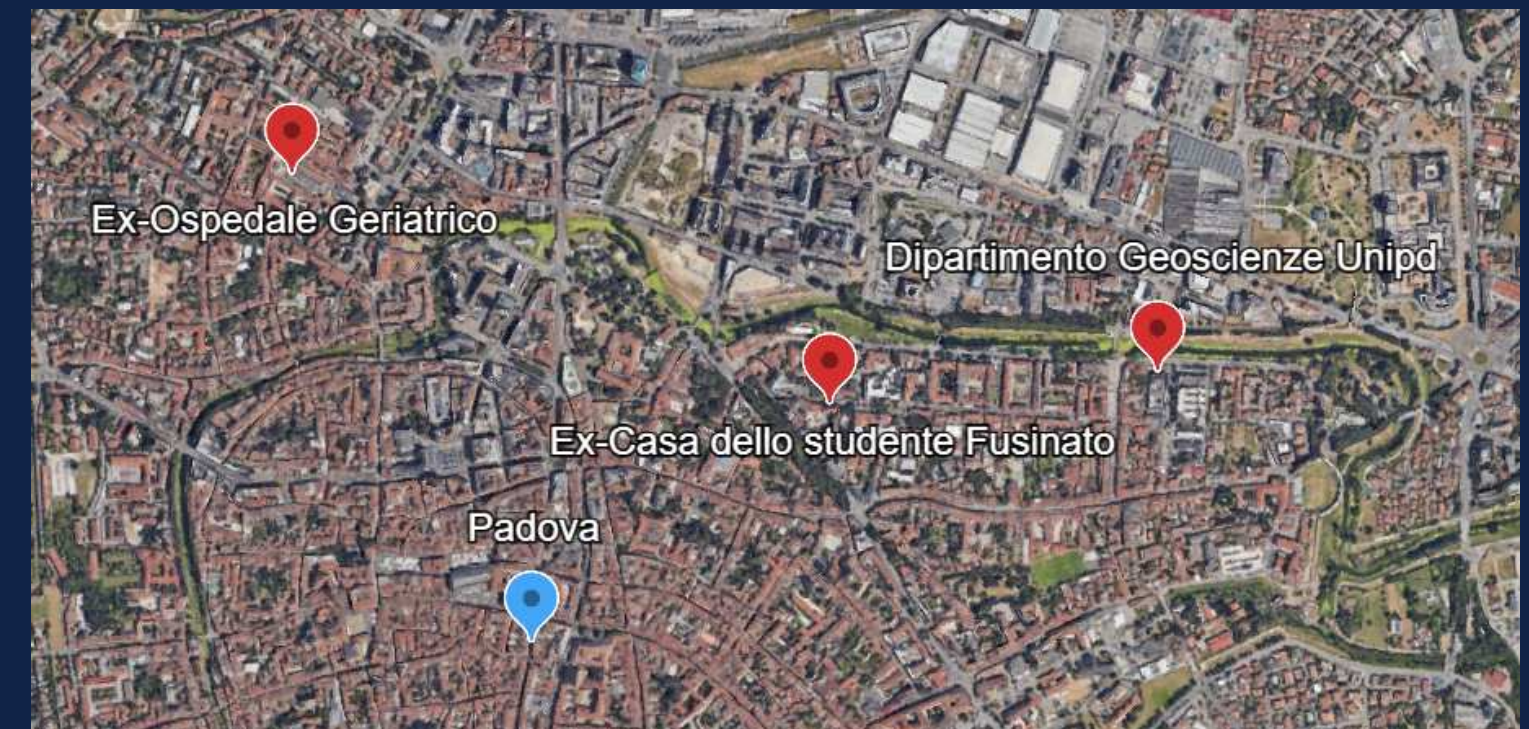 Ex-Ospedale Geriatrico
Dipartimento Geoscienze Unipd
Ex-Casa dello studente Fusinato
Padova